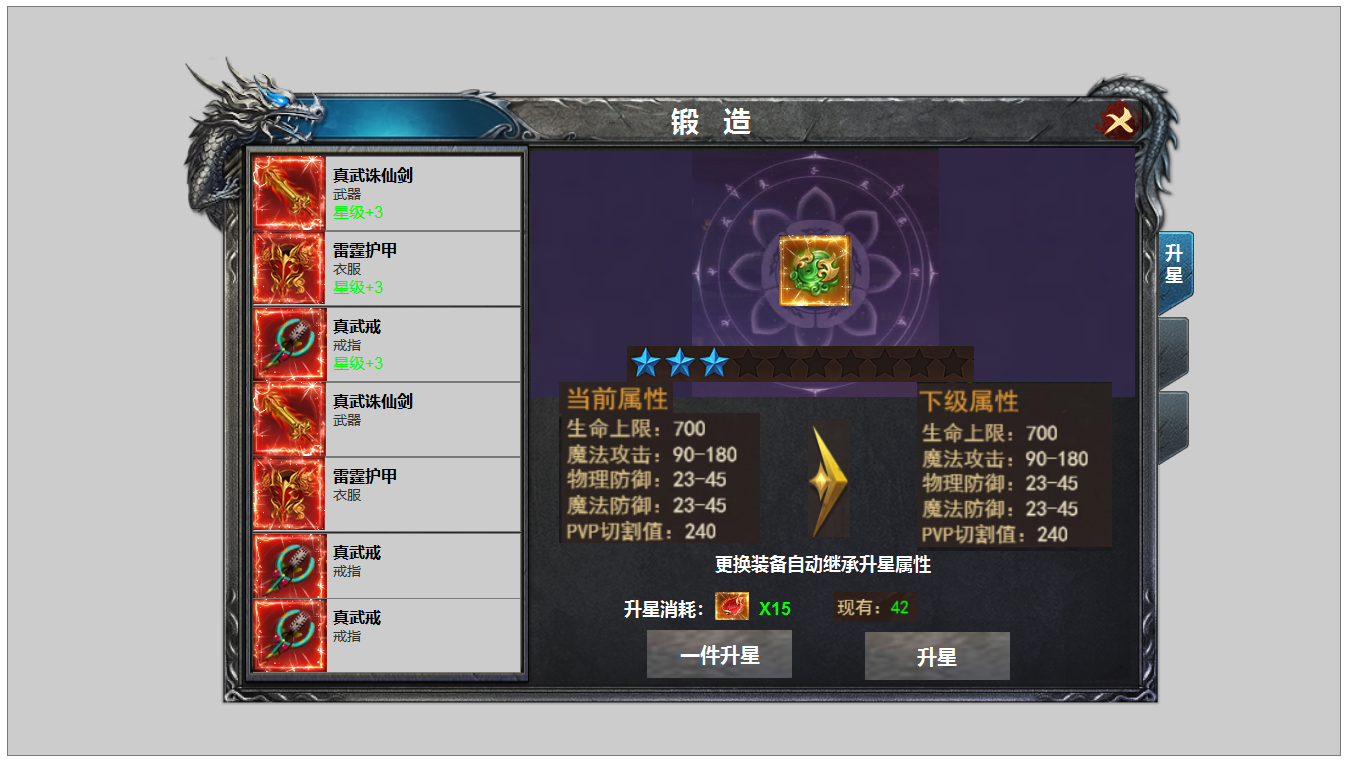 锻 造
真武诛仙剑
武器
星级+3
雷霆护甲
衣服
星级+3
真武戒
戒指
星级+3
真武诛仙剑
武器
雷霆护甲
衣服
真武戒
戒指
真武戒
戒指
升
星
当前属性
生命上限：700
魔法攻击：90-180
物理防御：23-45
魔法防御：23-45
PVP切割值：240
下级属性
生命上限：700
魔法攻击：90-180
物理防御：23-45
魔法防御：23-45
PVP切割值：240
更换装备自动继承升星属性
升星消耗： X15 现有：42
一件升星
升星